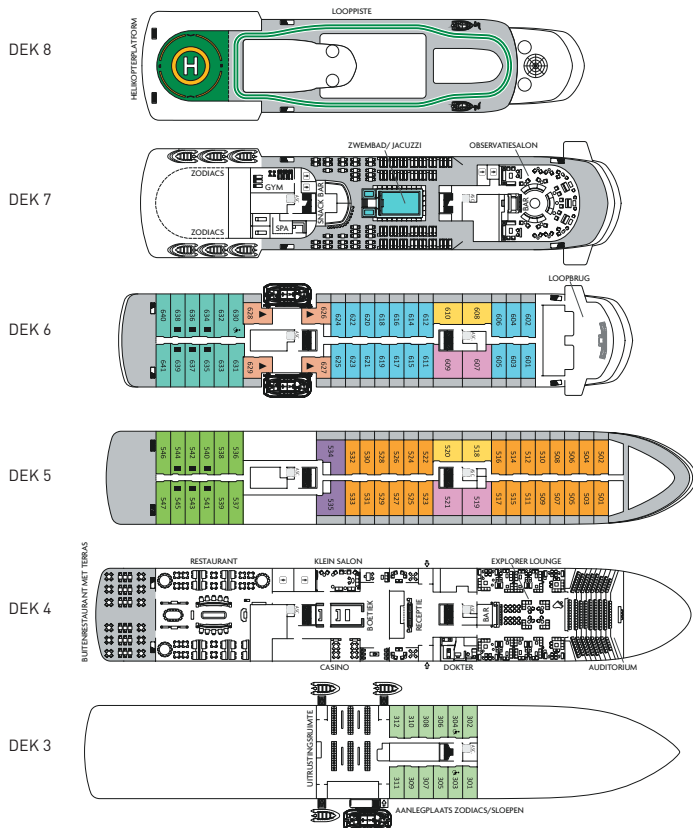 DEK 8
LOOPPISTE
HELIKOPTERPLATFORM
H
DEK 7
ZWEMBAD/ JACUZZI
OBSERVATIESALON
ZODIACS
GYM
SNACK BAR
BAR
SPA
ZODIACS
DEK 6
LOOPBRUG
640 638 636 634 632 630 628 626 624 622 620 618 616 614 612 610 608 606 604 602
641 639 637 635 633 631 629 627 625 623 621 619 617 615 611 609 607 605 603 601
DEK 5
546 544 542 540 538 536 534 532 530 528 526 524 522 520 518 516 514 512 510 508 506 504 502
547 545 543 541 539 537 535 533 531 529 527 525 523 521 519 517 515 511 509 507 505 503 501
DEK 4
BUITENRESTAURANT MET TERRAS
RESTAURANT
KLEIN SALON
EXPLORER LOUNGE
BOETIEK
RECEPTIE
BAR
CASINO
DOKTER
AUDITORIUM
DEK 3
UITRUSTINGSRUIMTE
312 310 308 306 304 302
311 309 307 305 303 301
AANLEGPLAATS ZODIACS/SLOEPEN